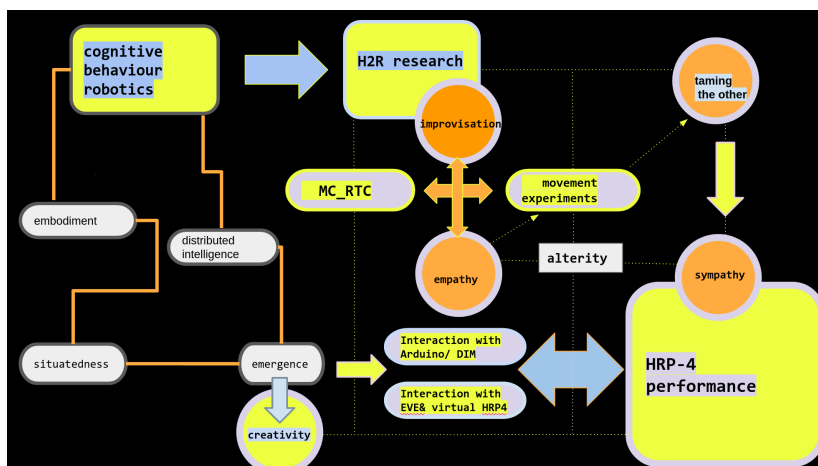 cognitive
behaviour
robotics
H2R research
improvisation
taming
the other
MC_RTC
movement
experiments
embodiment
distributed
intelligence
empathy
alterity
sympathy
situatedness
emergence
Interaction with
Arduino/ DIM
Interaction with
EVE& virtual HRP4
HRP-4
performance
creativity